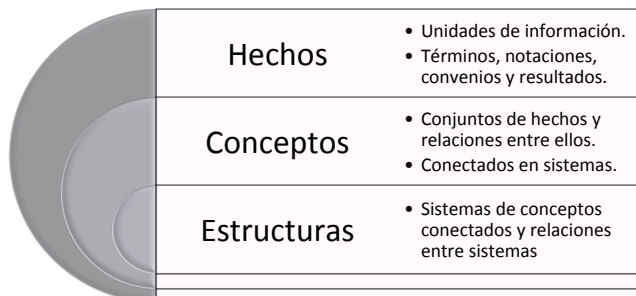 Hechos
• Unidades de información.
• Términos, notaciones,
convenios y resultados.
Conceptos
• Conjuntos de hechos y
relaciones entre ellos.
• Conectados en sistemas.
Estructuras
• Sistemas de conceptos
conectados y relaciones
entre sistemas